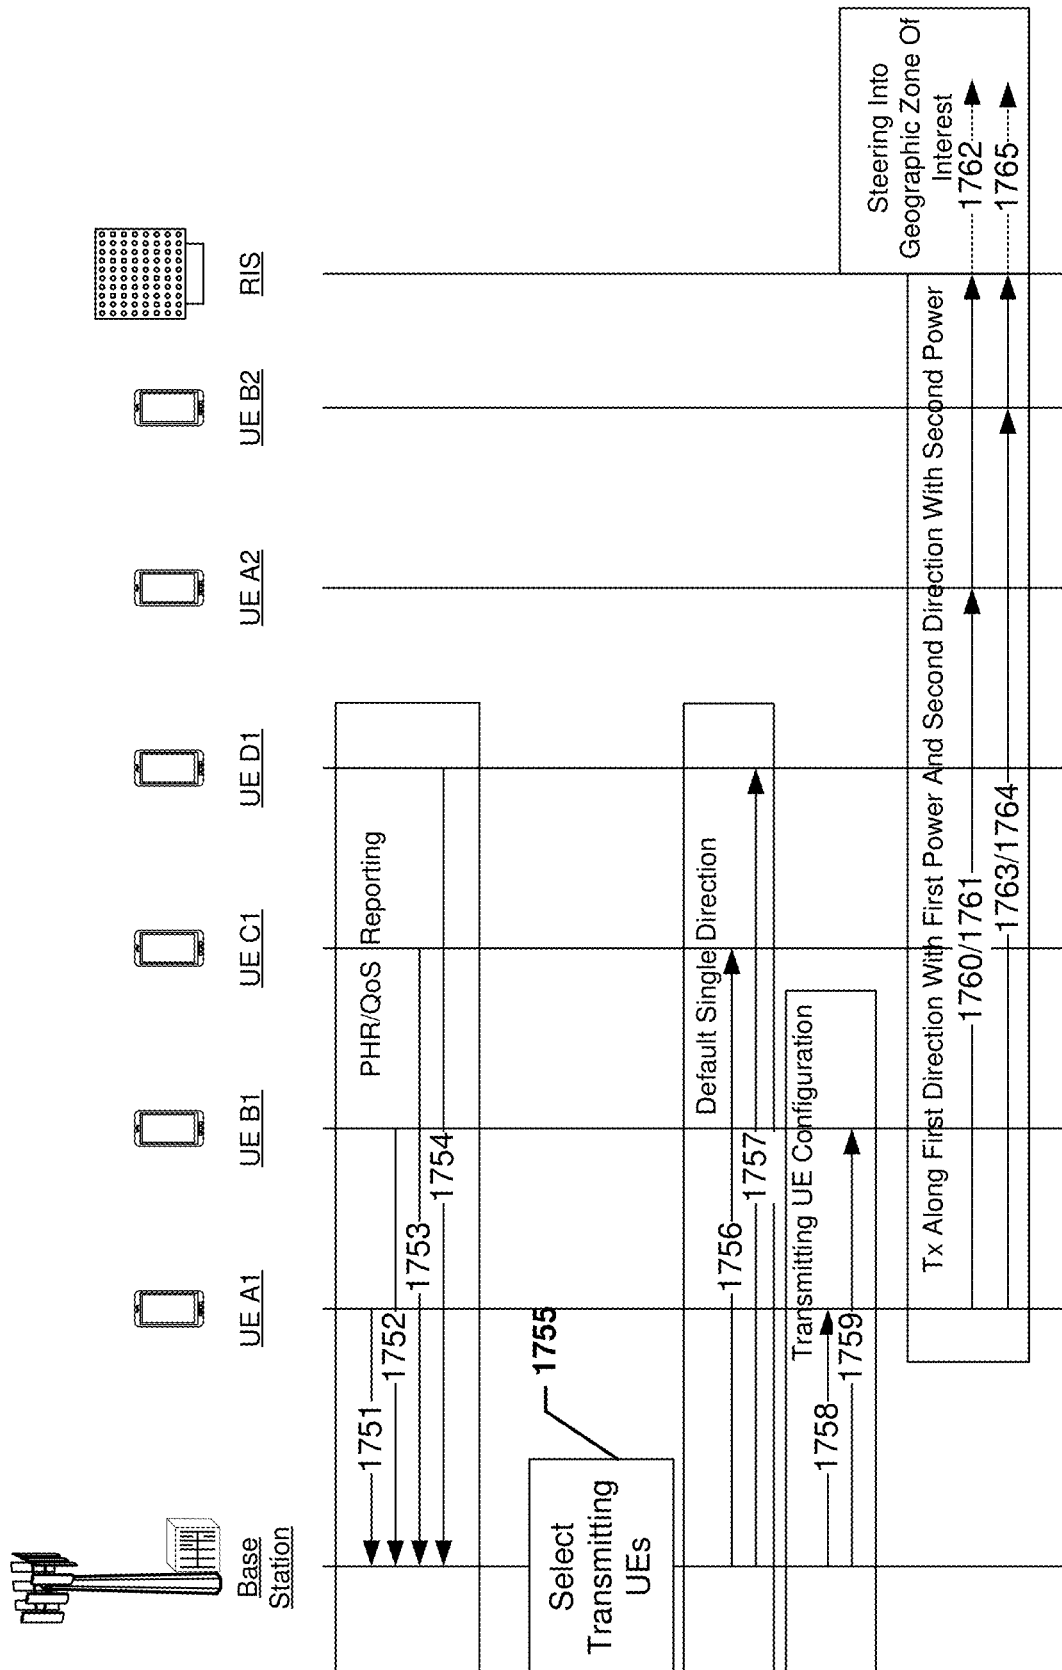 Base
Station
UE A1
UE B1
UE C1
UE D1
UE A2
UE B2
RIS
PHR/QoS Reporting
1751
1752
1753
1754
Select
Transmitting
UEs
1755
Default Single Direction
1756
1757
Transmitting UE Configuration
1758
1759
Tx Along First Direction With First Power And Second Direction With Second Power
1760/1761
1763/1764
Steering Into
Geographic Zone Of
Interest
1762
1765